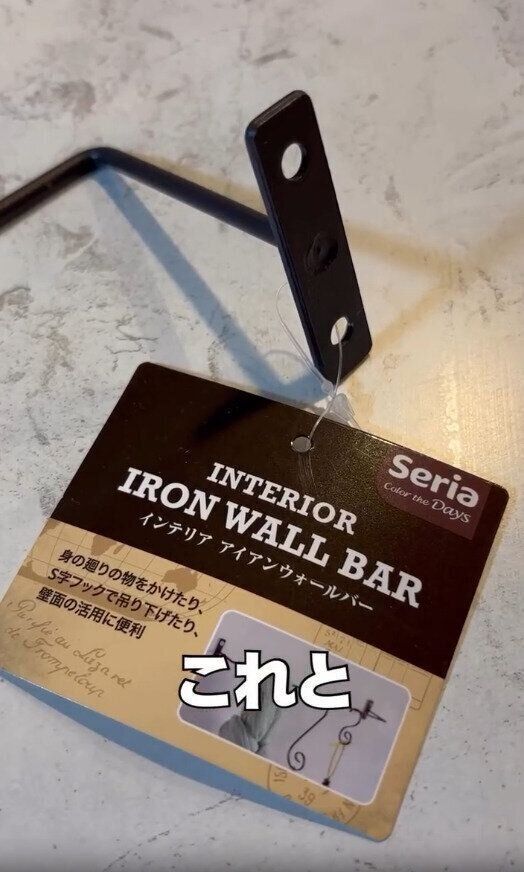 Seria
Color the Days
INTERIOR
IRON WALL BAR
インテリア アイアンウォールバー
身の廻りの物をかけたり、
S字フックで吊り下げたり、
壁面の活用に便利
これと